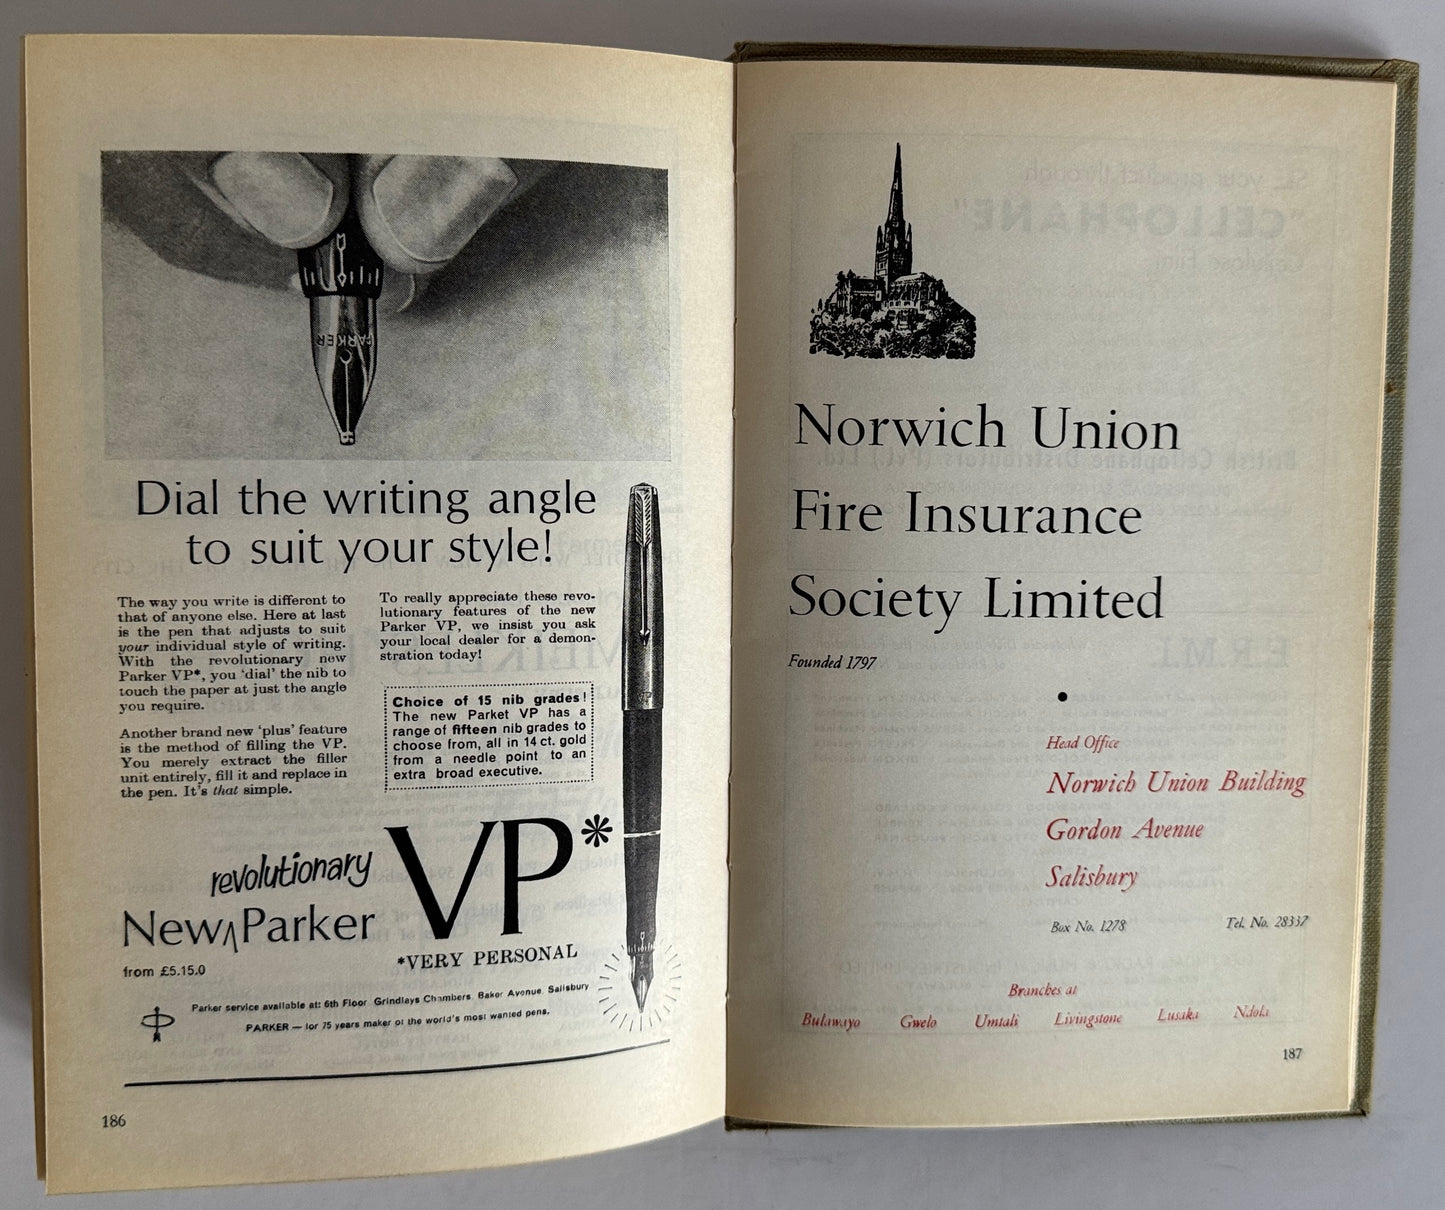 PARKER
Dial the writing angle
to suit your style!
The way you write is different to
that of anyone else. Here at last
is the pen that adjusts to suit
your individual style of writing.
With the revolutionary new
Parker VP*, you 'dial' the nib to
touch the paper at just the angle
you require.
Another brand new 'plus' feature
is the method of filling the VP.
You merely extract the filler
unit entirely, fill it and replace in
the pen. It's that simple.
To really appreciate these revo-
lutionary features of the new
Parker VP, we insist you ask
your local dealer for a demon-
stration today!
Choice of 15 nib grades!
The new Parket VP has a
range of fifteen nib grades to
choose from, all in 14 ct. gold
from a needle point to an
extra broad executive.
VP
revolutionary
New Parker VP*
*VERY PERSONAL
from £5.15.0
Parker service available at: 6th Floor Grindlays Chambers Baker Avenue Salisbury
PARKER — for 75 years maker of the world's most wanted pens.
186
Norwich Union
Fire Insurance
Society Limited
Founded 1797
Head Office
Norwich Union Building
Gordon Avenue
Salisbury
Box No. 1278 Tel. No. 28337
Branches at
Bulawayo Gwelo Umtali Livingstone Lusaka Ndola
187